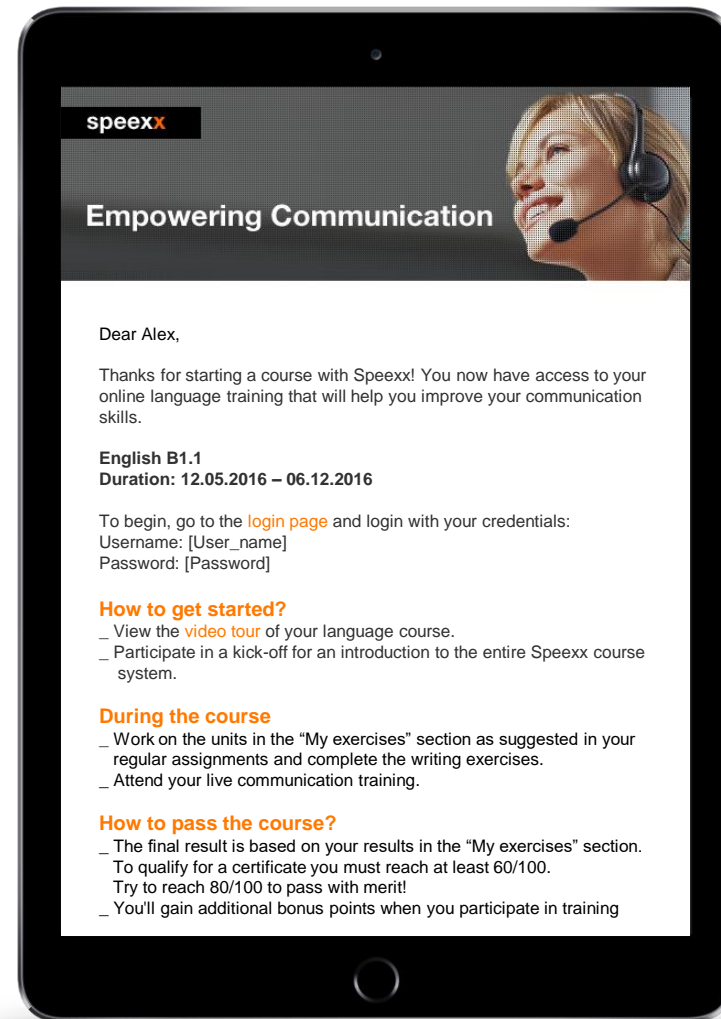 speexx
Empowering Communication
Dear Alex,
Thanks for starting a course with Speexx! You now have access to your
online language training that will help you improve your communication
skills.
English B1.1
Duration: 12.05.2016 – 06.12.2016
To begin, go to the login page and login with your credentials:
Username: [User_name]
Password: [Password]
How to get started?
_ View the video tour of your language course.
_ Participate in a kick-off for an introduction to the entire Speexx course
system.
During the course
_ Work on the units in the “My exercises” section as suggested in your
regular assignments and complete the writing exercises.
_ Attend your live communication training.
How to pass the course?
_ The final result is based on your results in the “My exercises” section.
To qualify for a certificate you must reach at least 60/100.
Try to reach 80/100 to pass with merit!
_ You'll gain additional bonus points when you participate in training